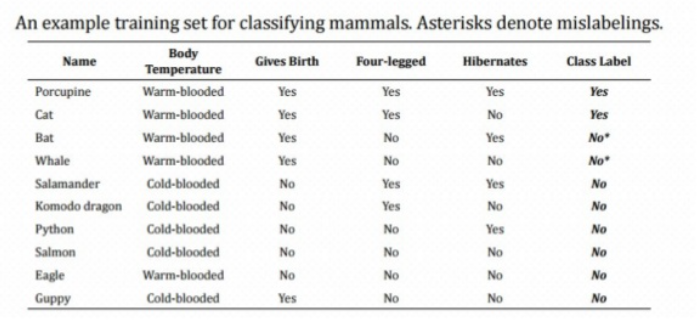 An example training set for classifying mammals. Asterisks denote mislabelings.
Name Body Temperature Gives Birth Four-legged Hibernates Class Label
Porcupine Warm-blooded Yes Yes Yes Yes
Cat Warm-blooded Yes Yes No Yes
Bat Warm-blooded Yes No Yes No*
Whale Warm-blooded Yes No No No*
Salamander Cold-blooded No Yes Yes No
Komodo dragon Cold-blooded No Yes No No
Python Cold-blooded No No Yes No
Salmon Cold-blooded No No No No
Eagle Warm-blooded No No No No
Guppy Cold-blooded Yes No No No